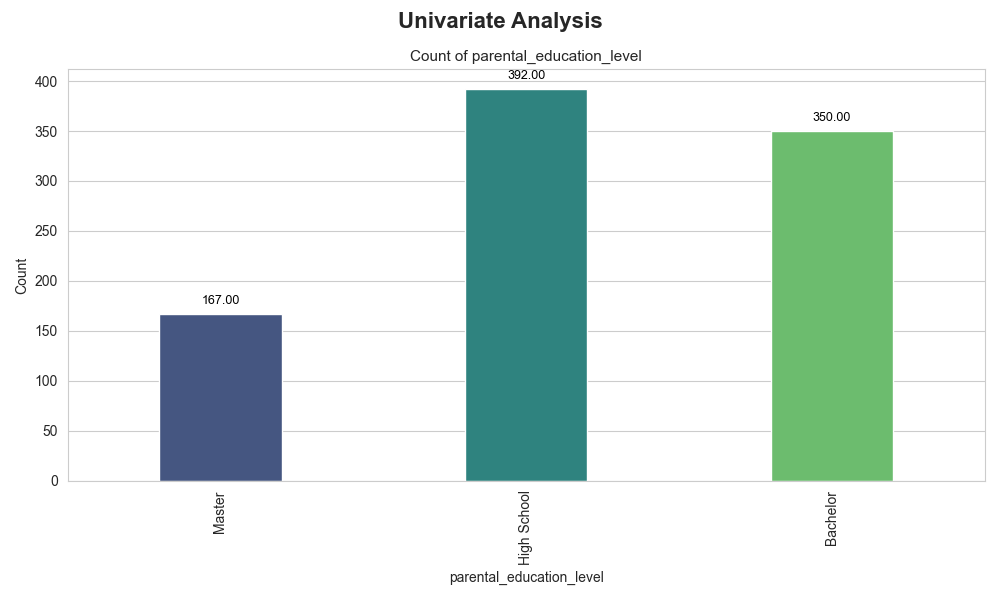 Univariate Analysis
Count of parental_education_level
Count
400
350
300
250
200
150
100
50
0
167.00
392.00
350.00
Master
High School
Bachelor
parental_education_level